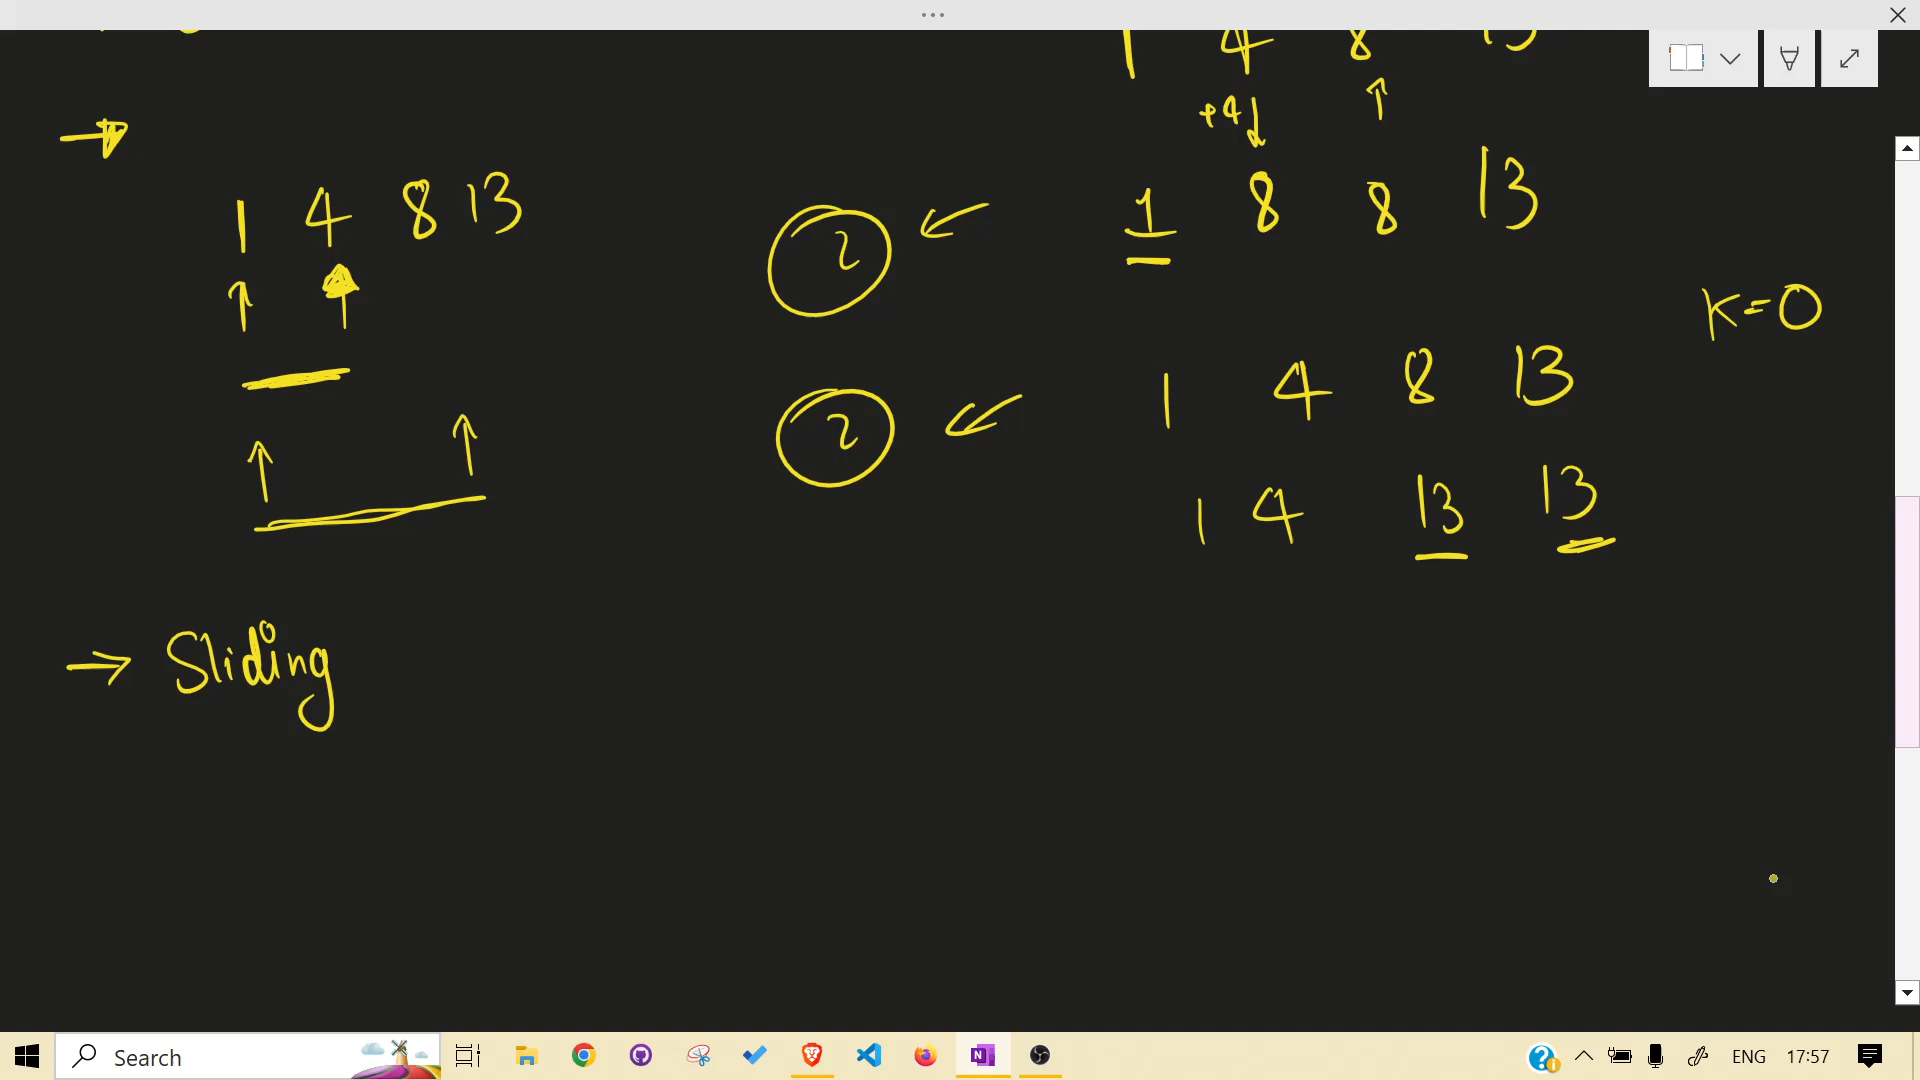 1 4 8 13
+4
1 4 8 13
2
1 8 8 13
K=0
2
1 4 8 13
1 4 13 13
→ Sliding
Search
ENG 17:57